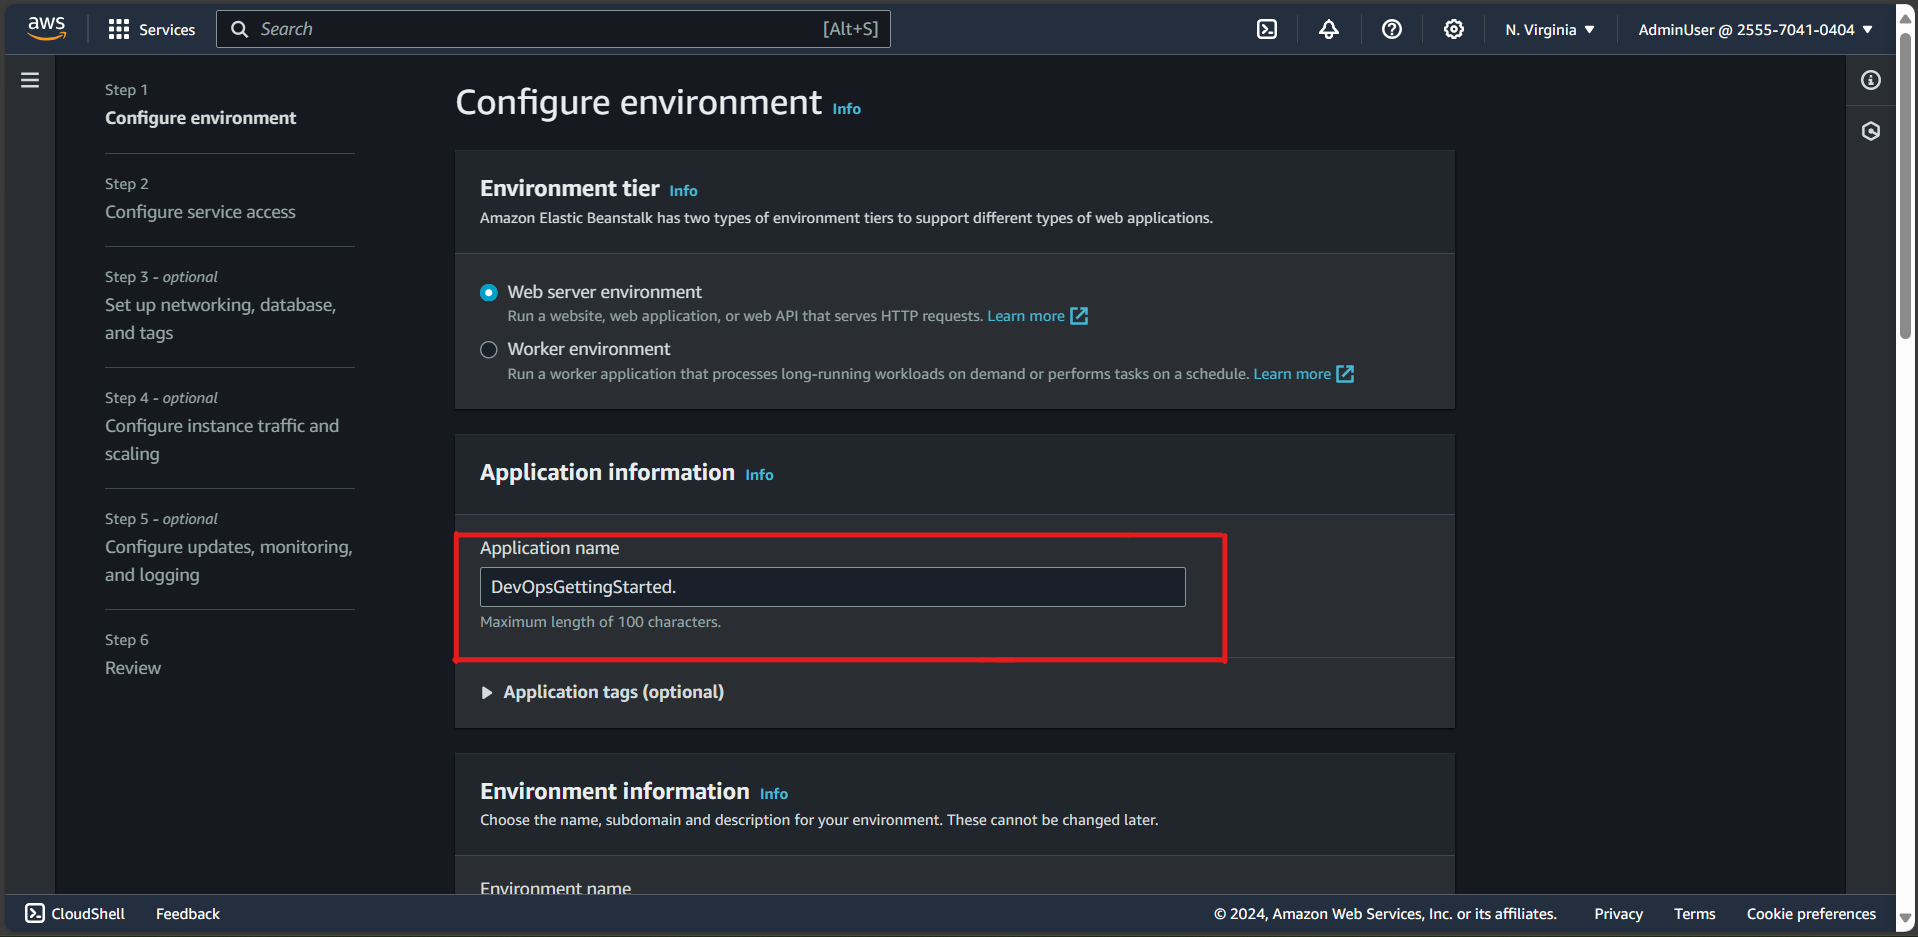 aws
Services
Search
[Alt+S]
N. Virginia
AdminUser @ 2555-7041-0404
Step 1
Configure environment
Step 2
Configure service access
Step 3 - optional
Set up networking, database,
and tags
Step 4 - optional
Configure instance traffic and
scaling
Step 5 - optional
Configure updates, monitoring,
and logging
Step 6
Review
Configure environment Info
Environment tier Info
Amazon Elastic Beanstalk has two types of environment tiers to support different types of web applications.
Web server environment
Run a website, web application, or web API that serves HTTP requests. Learn more
Worker environment
Run a worker application that processes long-running workloads on demand or performs tasks on a schedule. Learn more
Application information Info
Application name
DevOpsGettingStarted.
Maximum length of 100 characters.
Application tags (optional)
Environment information Info
Choose the name, subdomain and description for your environment. These cannot be changed later.
Environment name
CloudShell
Feedback
© 2024, Amazon Web Services, Inc. or its affiliates.
Privacy
Terms
Cookie preferences